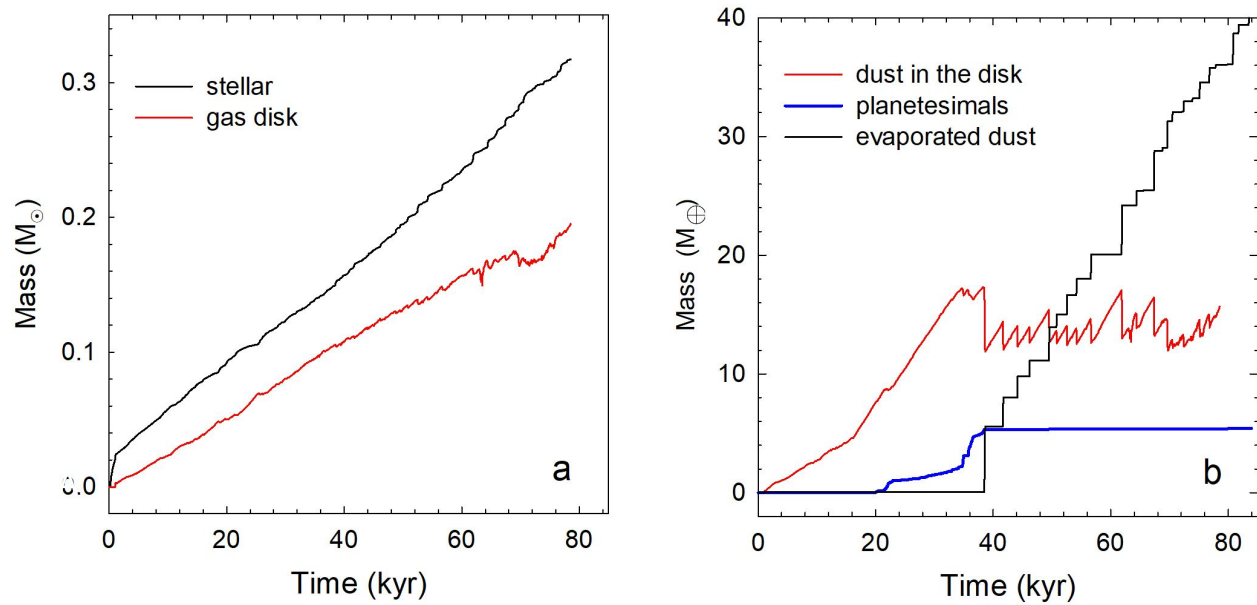 stellar
gas disk
Mass (M☉)
0.3
0.2
0.1
0.0
0 20 40 60 80
Time (kyr)
a
dust in the disk
planetesimals
evaporated dust
Mass (M⊕)
40
30
20
10
0
0 20 40 60 80
Time (kyr)
b